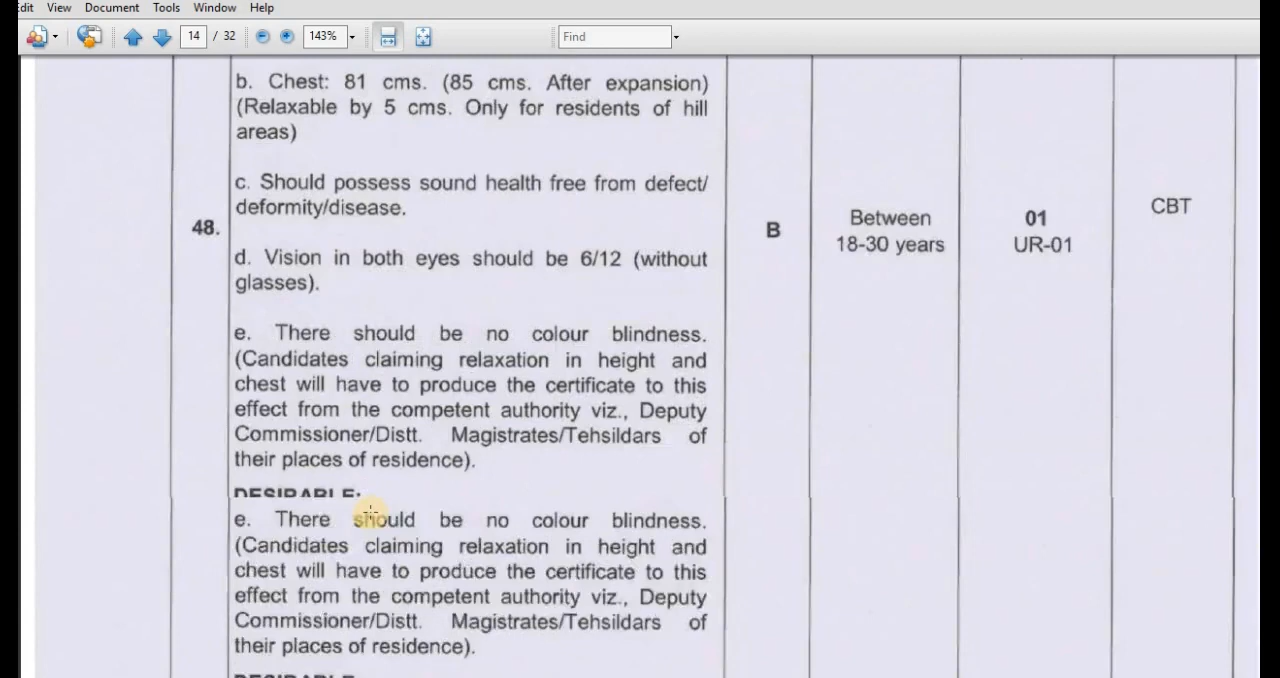 dit View Document Tools Window Help
14 / 32 143% Find
b. Chest: 81 cms. (85 cms. After expansion)
(Relaxable by 5 cms. Only for residents of hill
areas)
c. Should possess sound health free from defect/
deformity/disease.
48.
d. Vision in both eyes should be 6/12 (without
glasses).
e. There should be no colour blindness.
(Candidates claiming relaxation in height and
chest will have to produce the certificate to this
effect from the competent authority viz., Deputy
Commissioner/Distt. Magistrates/Tehsildars of
their places of residence).
DESIRABLE:
e. There should be no colour blindness.
(Candidates claiming relaxation in height and
chest will have to produce the certificate to this
effect from the competent authority viz., Deputy
Commissioner/Distt. Magistrates/Tehsildars of
their places of residence).
DESIRABLE:
B
Between
18-30 years
01
UR-01
CBT